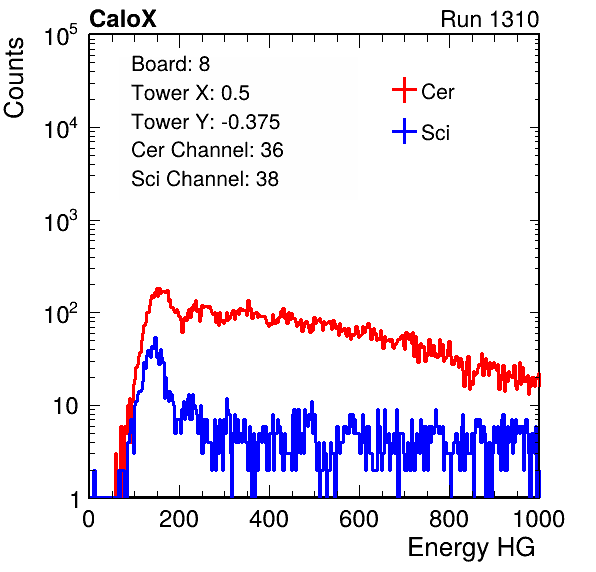 CaloX Run 1310
Counts
Board: 8
Tower X: 0.5
Tower Y: -0.375
Cer Channel: 36
Sci Channel: 38
Cer
Sci
10^5
10^4
10^3
10^2
10
1
0 200 400 600 800 1000
Energy HG